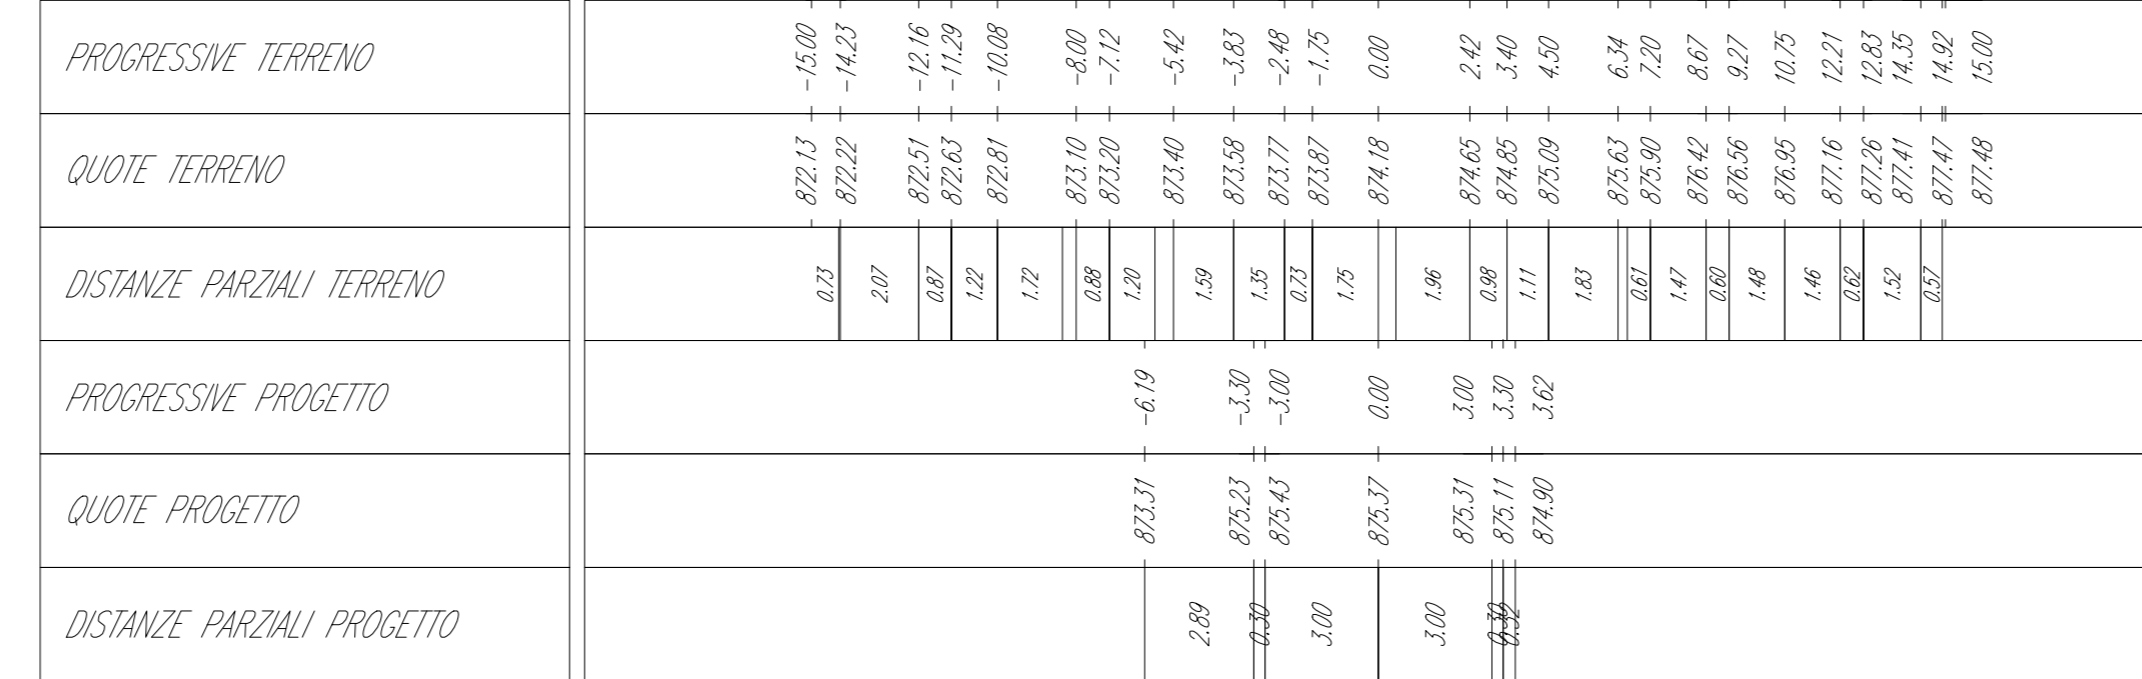 PROGRESSIVE TERRENO -15.00 -14.23 -12.16 -11.29 -10.08 -8.00 -7.12 -5.42 -3.83 -2.48 -1.75 0.00 2.42 3.40 4.50 6.34 7.20 8.67 9.27 10.75 12.21 12.83 14.35 14.92 15.00
QUOTE TERRENO 872.13 872.22 872.51 872.63 872.81 873.10 873.20 873.40 873.58 873.77 873.87 874.18 874.65 874.85 875.09 875.63 875.90 876.42 876.56 876.95 877.16 877.26 877.41 877.47 877.48
DISTANZE PARZIALI TERRENO 0.73 2.07 0.87 1.22 1.72 0.88 1.20 1.59 1.35 0.73 1.75 1.96 0.98 1.11 1.83 0.61 1.47 0.60 1.48 1.46 0.62 1.52 0.57
PROGRESSIVE PROGETTO -6.19 -3.30 -3.00 0.00 3.00 3.30 3.62
QUOTE PROGETTO 873.31 875.23 875.43 875.37 875.31 875.11 874.90
DISTANZE PARZIALI PROGETTO 2.89 0.30 3.00 3.00 0.30 0.32